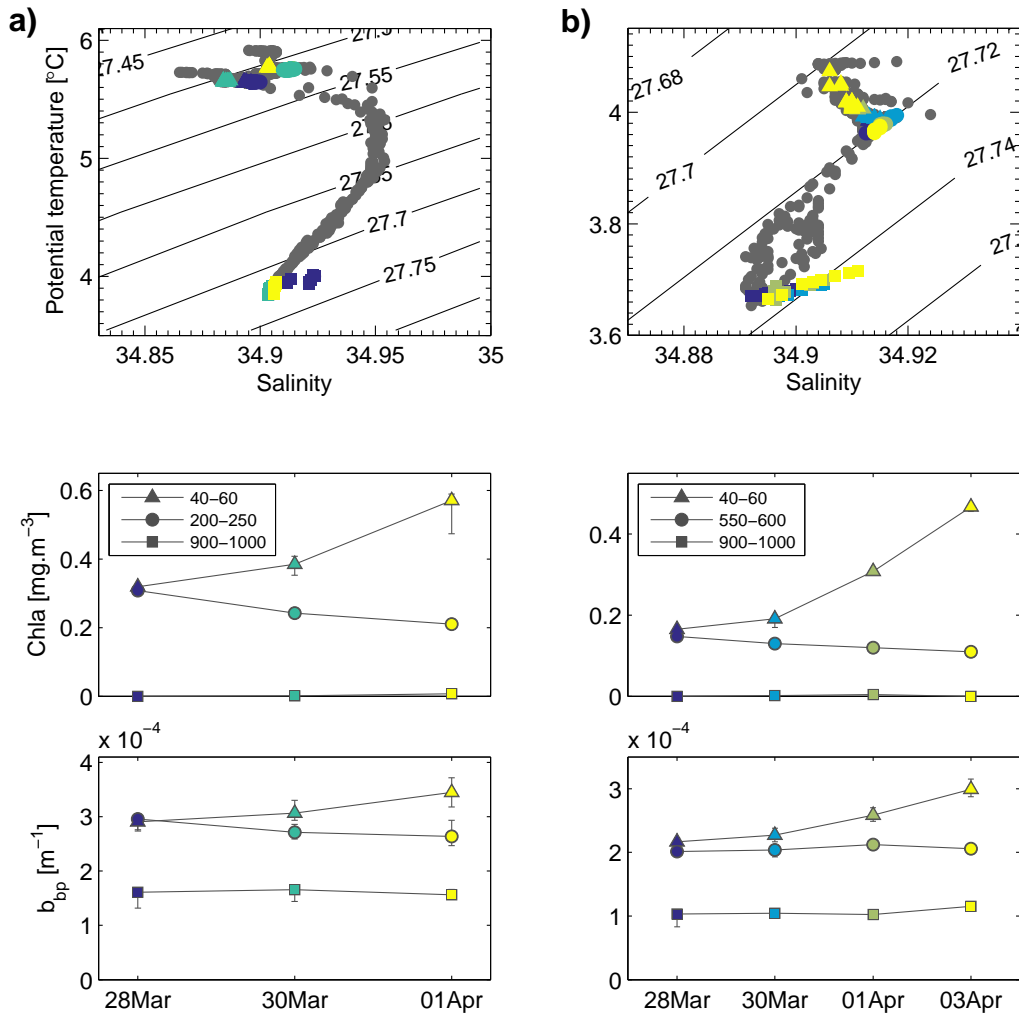 a)
6
5
4
Potential temperature [°C]
27.45
27.5
27.55
27.7
27.75
34.85
34.9
34.95
35
Salinity
b)
4
3.8
3.6
27.68
27.7
27.72
27.74
34.88
34.9
34.92
Salinity
0.6
0.4
0.2
0
Chla [mg.m−3]
40−60
200−250
900−1000
0.4
0.2
0
40−60
550−600
900−1000
x 10−4
4
3
2
1
0
bbp [m−1]
28Mar
30Mar
01Apr
x 10−4
3
2
1
0
28Mar
30Mar
01Apr
03Apr